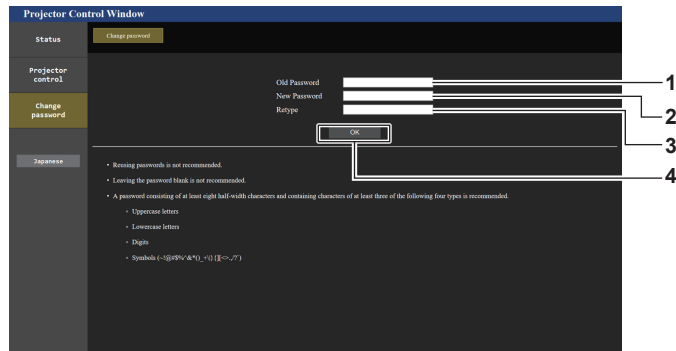 Projector Control Window
Status
Change password
Projector
control
Old Password
1
New Password
2
Change
password
Retype
3
OK
Japanese
• Reusing passwords is not recommended.
• Leaving the password blank is not recommended.
4
• A password consisting of at least eight half-width characters and containing characters of at least three of the following four types is recommended.
• Uppercase letters
• Lowercase letters
• Digits
• Symbols (~!@#$%^&*()_+\{}|[]<>.,/?`)